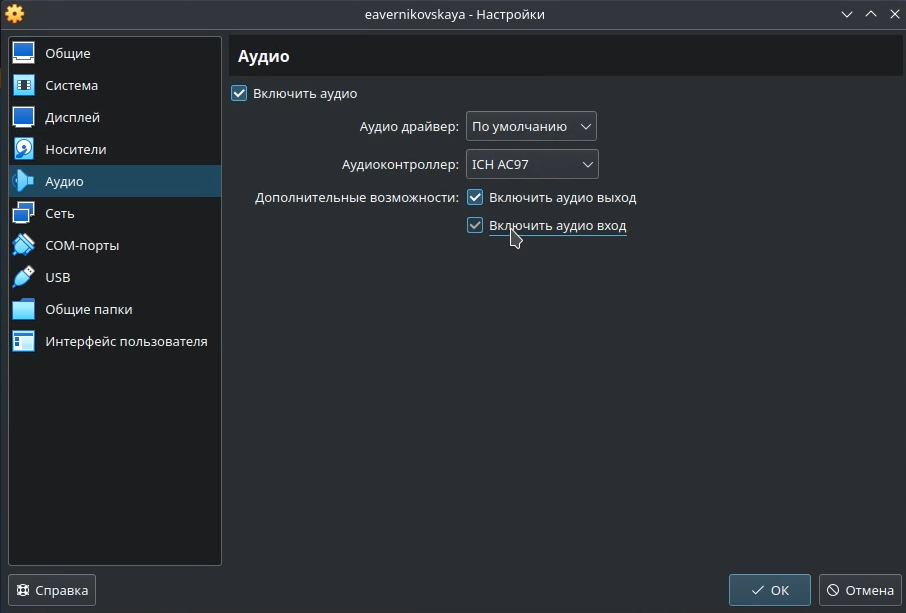 eavernikovskaya - Настройки
Общие
Система
Дисплей
Носители
Аудио
Сеть
COM-порты
USB
Общие папки
Интерфейс пользователя
Аудио
Включить аудио
Аудио драйвер: По умолчанию
Аудиоконтроллер: ICH AC97
Дополнительные возможности: Включить аудио выход
Включить аудио вход
Справка
OK
Отмена